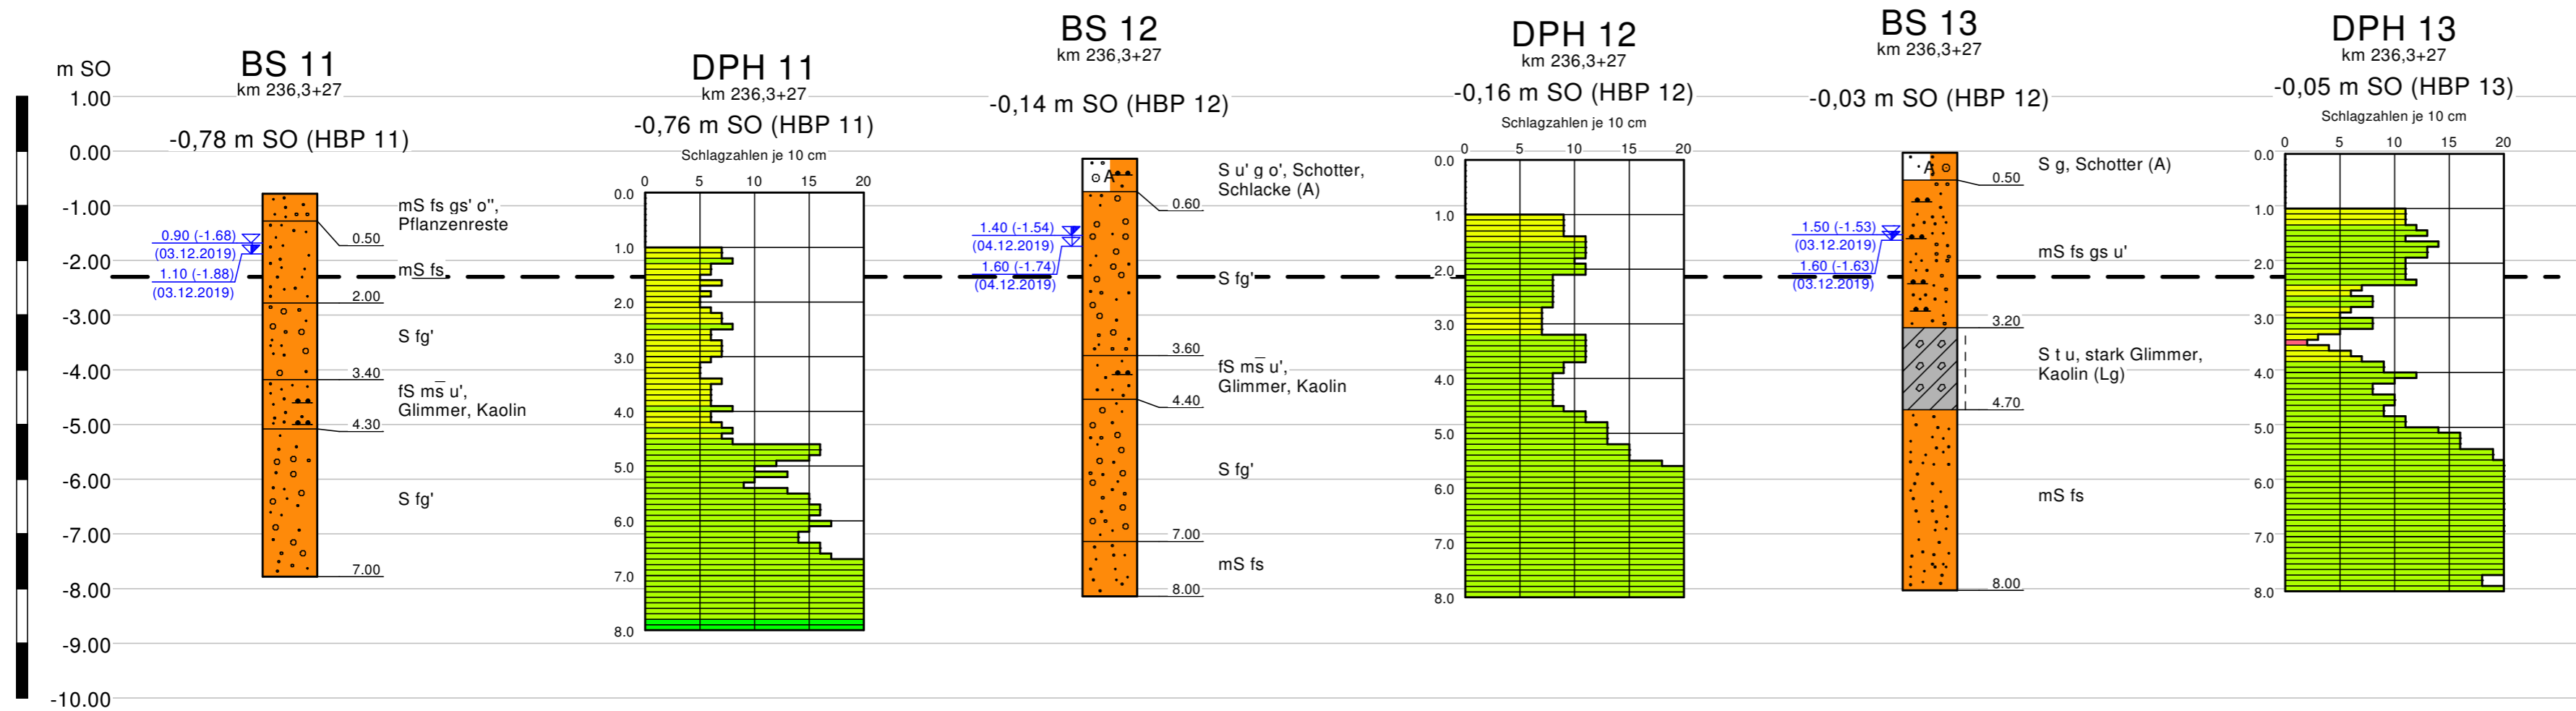 m SO
1.00
0.00
-1.00
-2.00
-3.00
-4.00
-5.00
-6.00
-7.00
-8.00
-9.00
-10.00
BS 11
km 236,3+27
-0,78 m SO (HBP 11)
0.90 (-1.68)
(03.12.2019)
1.10 (-1.88)
(03.12.2019)
0.50
2.00
3.40
4.30
7.00
mS fs gs' o'',
Pflanzenreste
mS fs
S fg'
fS ms̅ u',
Glimmer, Kaolin
S fg'
DPH 11
km 236,3+27
-0,76 m SO (HBP 11)
Schlagzahlen je 10 cm
0 5 10 15 20
0.0
1.0
2.0
3.0
4.0
5.0
6.0
7.0
8.0
BS 12
km 236,3+27
-0,14 m SO (HBP 12)
A
1.40 (-1.54)
(04.12.2019)
1.60 (-1.74)
(04.12.2019)
0.60
3.60
4.40
7.00
8.00
S u' g o', Schotter,
Schlacke (A)
S fg'
fS ms̅ u',
Glimmer, Kaolin
S fg'
mS fs
DPH 12
km 236,3+27
-0,16 m SO (HBP 12)
Schlagzahlen je 10 cm
0 5 10 15 20
0.0
1.0
2.0
3.0
4.0
5.0
6.0
7.0
8.0
BS 13
km 236,3+27
-0,03 m SO (HBP 12)
A
1.50 (-1.53)
(03.12.2019)
1.60 (-1.63)
(03.12.2019)
0.50
3.20
4.70
8.00
S g, Schotter (A)
mS fs gs u'
S t u, stark Glimmer,
Kaolin (Lg)
mS fs
DPH 13
km 236,3+27
-0,05 m SO (HBP 13)
Schlagzahlen je 10 cm
0 5 10 15 20
0.0
1.0
2.0
3.0
4.0
5.0
6.0
7.0
8.0